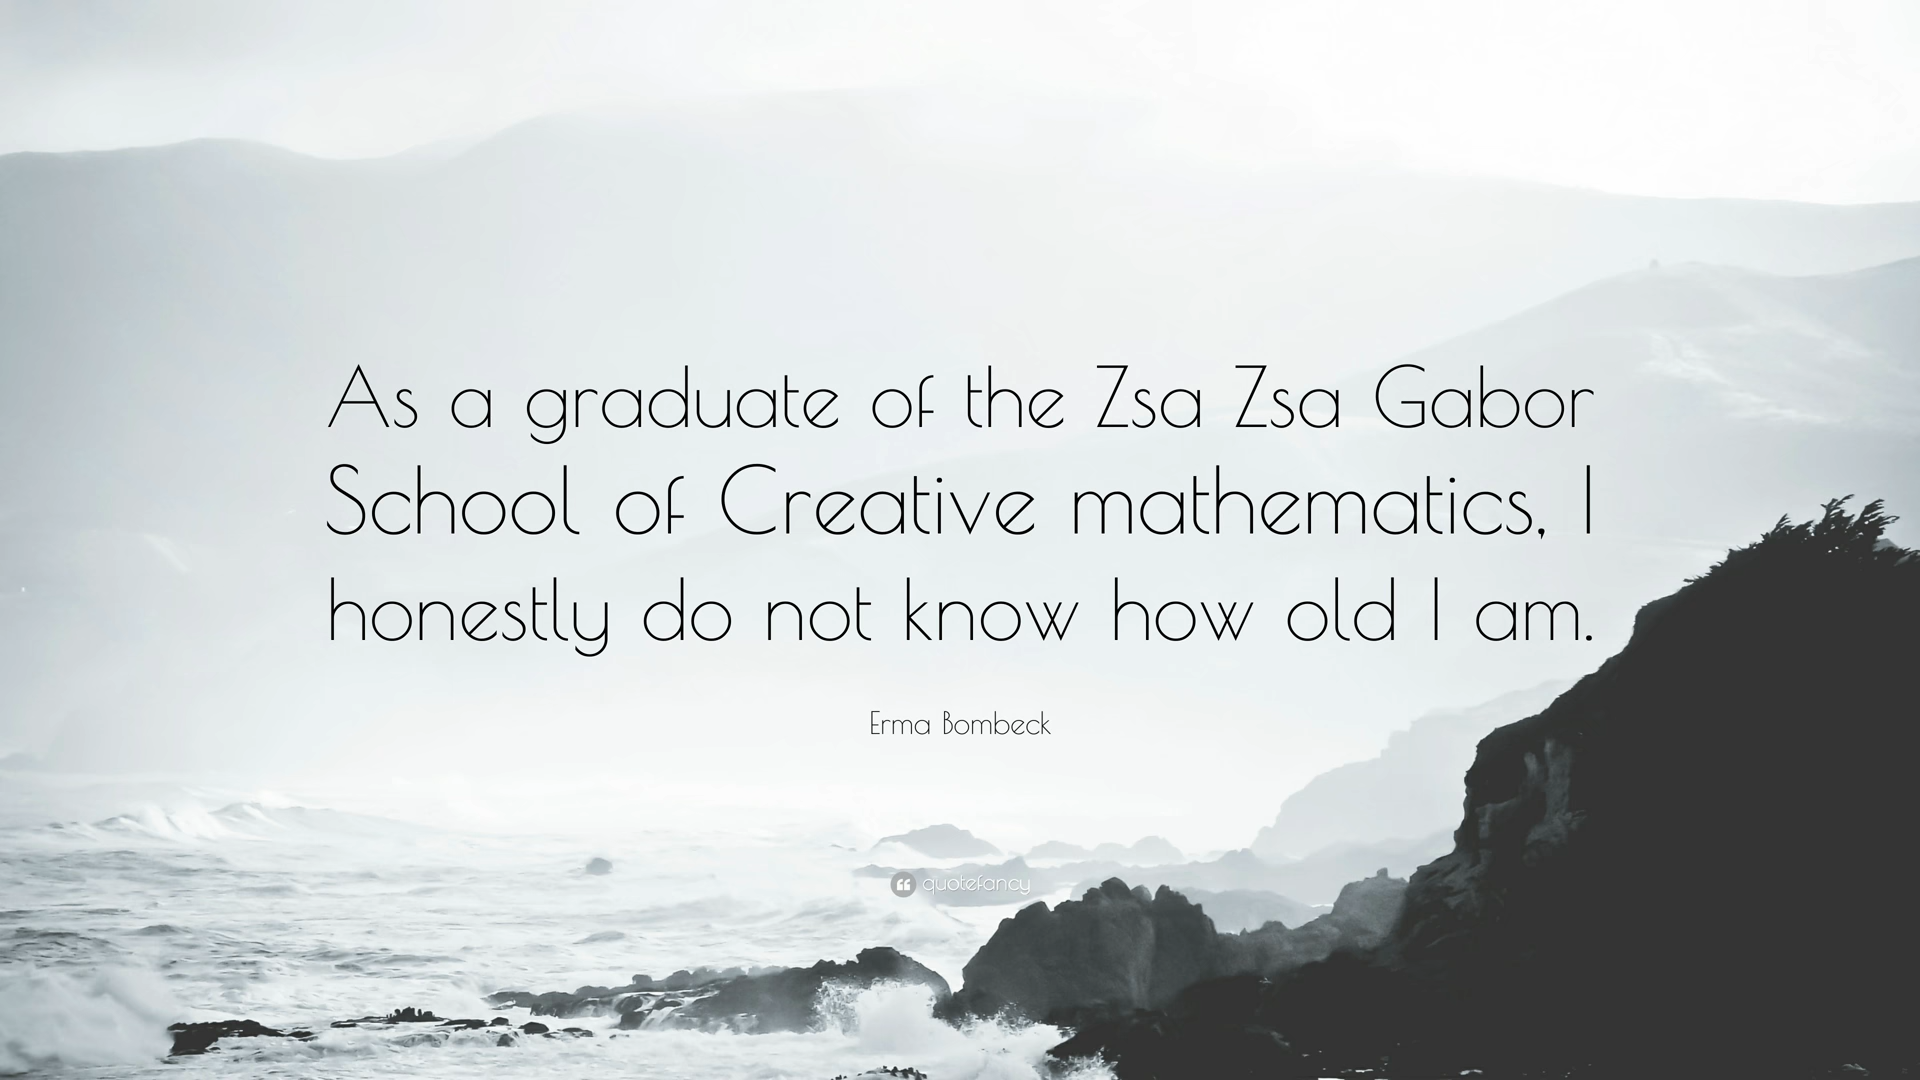 As a graduate of the Zsa Zsa Gabor
School of Creative mathematics, I
honestly do not know how old I am.
Erma Bombeck
quotefancy